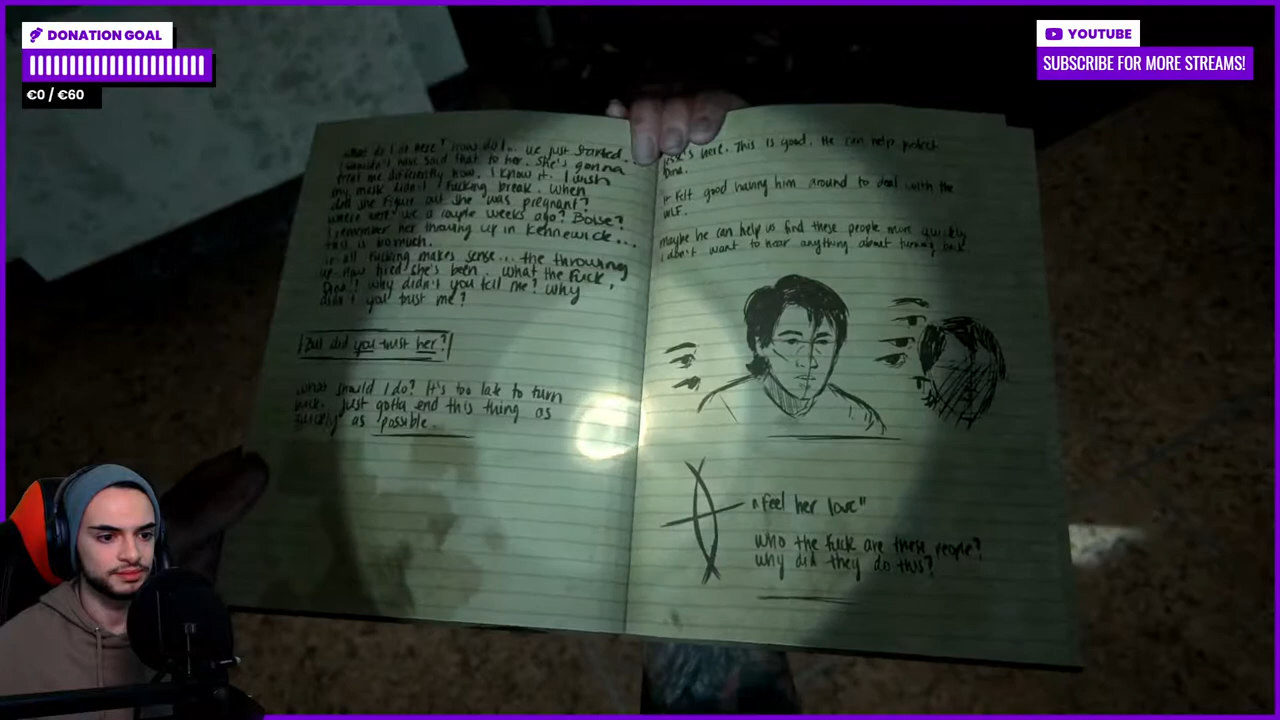 DONATION GOAL
€0 / €60
YOUTUBE
SUBSCRIBE FOR MORE STREAMS!
what do I do here? I... we just started...
I wouldn't have said that to her. She's gonna
treat me differently now. I know it. I wish
my mask didn't fucking break. When
did she figure out she was pregnant?
where were we a couple weeks ago? Boise?
I remember her throwing up in Kennewick...
this is too much.
it all fucking makes sense... the throwing
up. How tired she's been. What the fuck,
Dina? Why didn't you tell me? Why
didn't you trust me?
But did you trust her?
what should I do? It's too late to turn
back. Just gotta end this thing as
quickly as possible.
Jesse's here. This is good. He can help protect
Dina.
it felt good having him around to deal with the
WLF.
maybe he can help us find these people more quickly
I don't want to hear anything about turning back.
"Feel her love"
who the fuck are these people?
why did they do this?